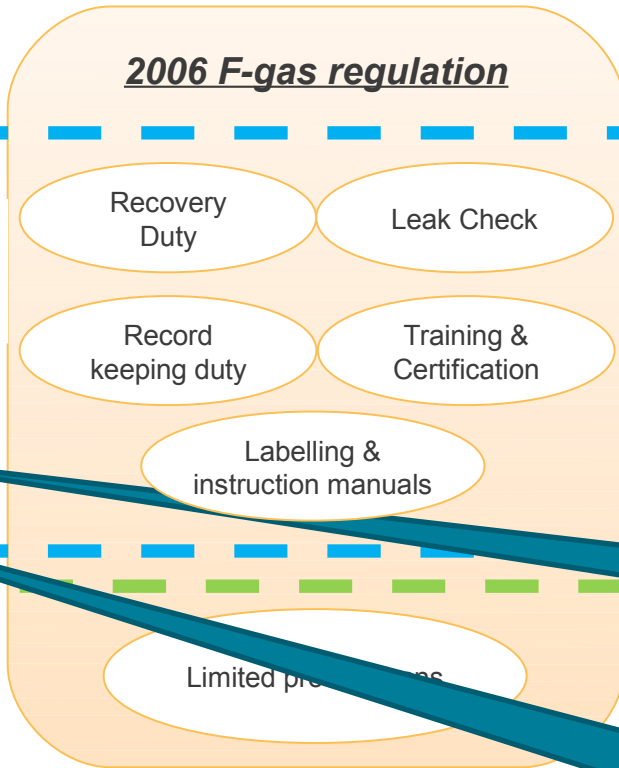 2006 F-gas regulation
Recovery
Duty
Leak Check
Record
keeping duty
Training &
Certification
Labelling &
instruction manuals
Limited